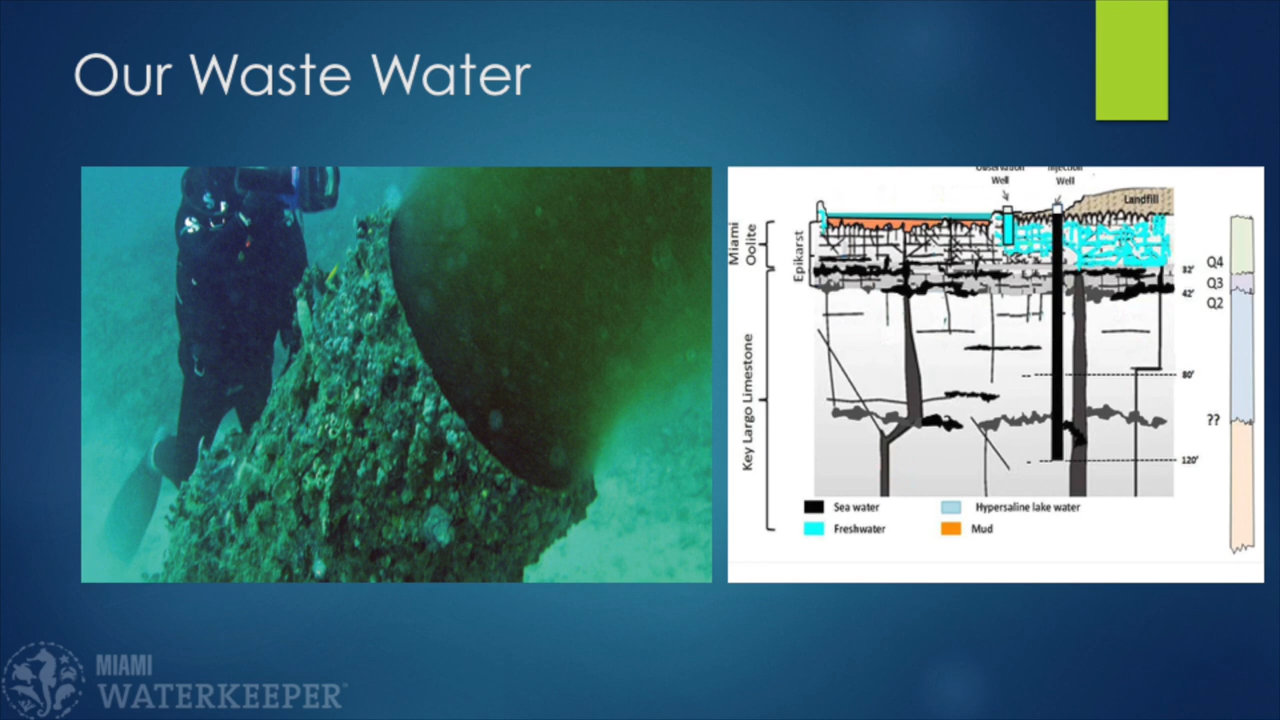 Our Waste Water
Observation
Well
Injection
Well
Landfill
Miami
Oolite
Epikarst
Key Largo Limestone
32'
42'
80'
120'
Q4
Q3
Q2
??
Sea water
Hypersaline lake water
Freshwater
Mud
MIAMI
WATERKEEPER™